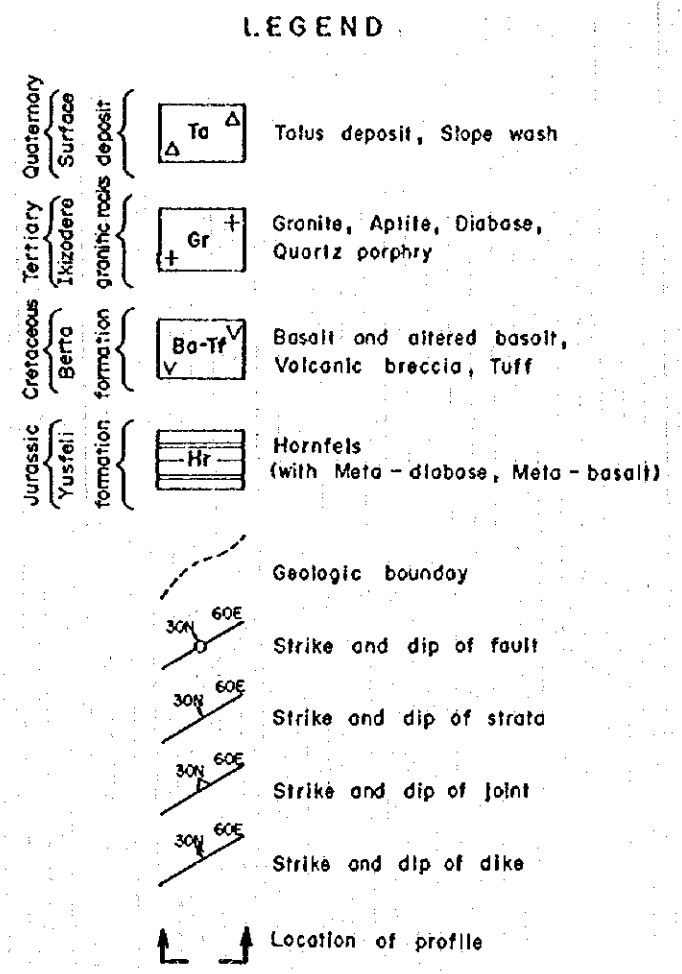 LEGEND
Quaternary
Surface
deposit
Ta
Talus deposit, Slope wash
Tertiary
Ikizodere
granitic rocks
Gr
Granite, Aplite, Diabase,
Quartz porphry
Cretaceous
Berta
formation
Ba-Tf
Basalt and altered basalt,
Volcanic breccia, Tuff
Jurassic
Yusfeli
formation
Hr
Hornfels
(with Meta-diabase, Meta-basalt)
Geologic bounday
30N 60E
Strike and dip of fault
30N 60E
Strike and dip of strata
30N 60E
Strike and dip of joint
30N 60E
Strike and dip of dike
Location of profile